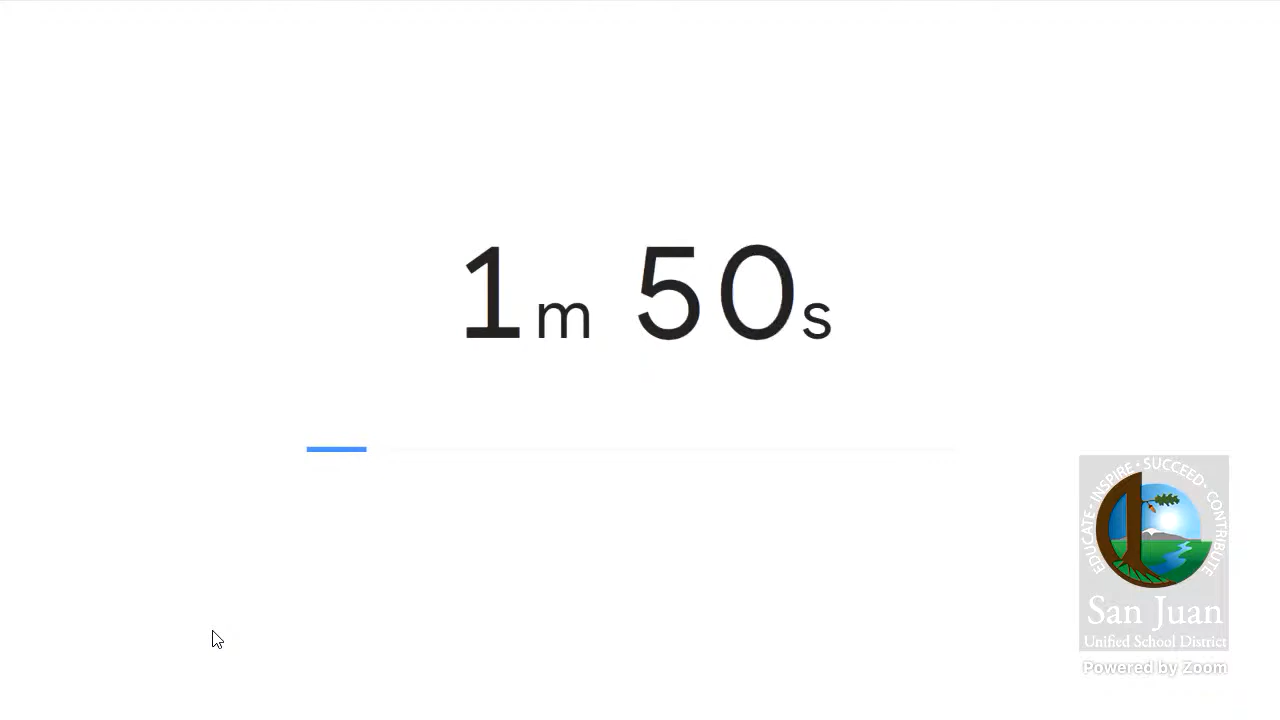 1m 50s
EDUCATE • INSPIRE • SUCCEED • CONTRIBUTE
San Juan
Unified School District
Powered by Zoom